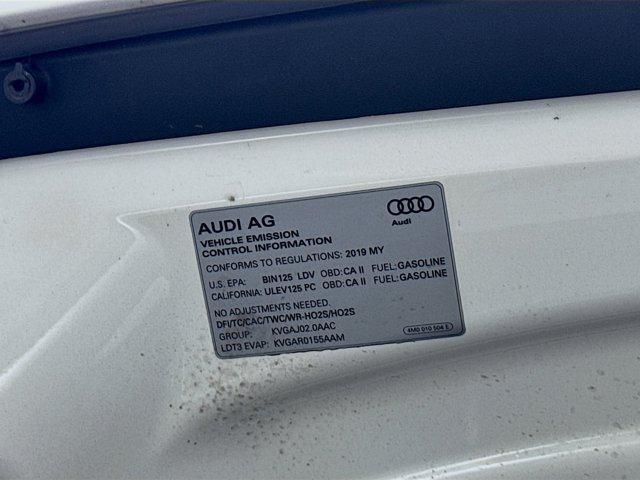 AUDI AG
Audi
VEHICLE EMISSION
CONTROL INFORMATION
CONFORMS TO REGULATIONS: 2019 MY
U.S. EPA: BIN125 LDV OBD:CA II FUEL:GASOLINE
CALIFORNIA: ULEV125 PC OBD:CA II FUEL:GASOLINE
NO ADJUSTMENTS NEEDED.
DFI/TC/CAC/TWC/WR-HO2S/HO2S
GROUP: KVGAJ02.0AAC
LDT3 EVAP: KVGAR0155AAM
4M0 010 504 E